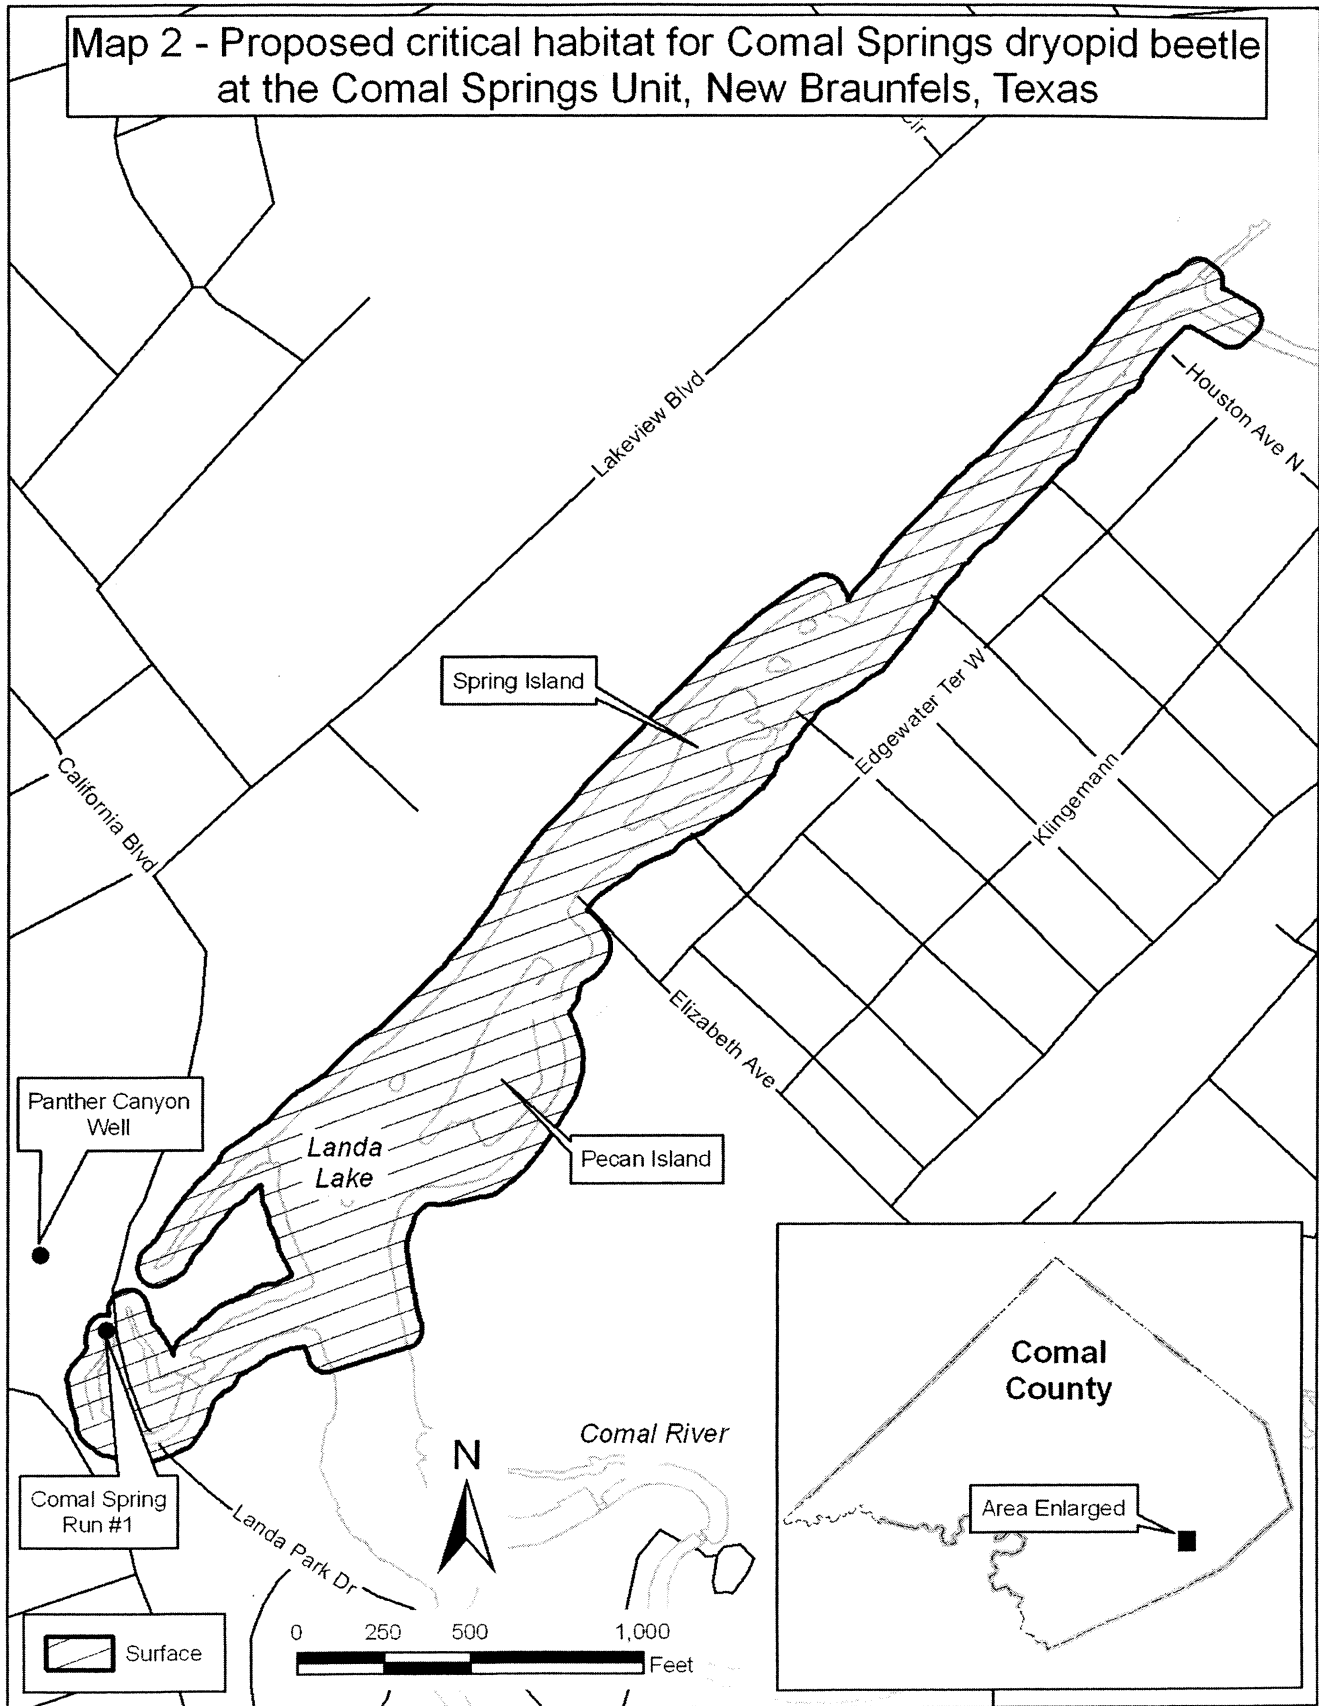 Map 2 - Proposed critical habitat for Comal Springs dryopid beetle
at the Comal Springs Unit, New Braunfels, Texas
Cir
Houston Ave N
Lakeview Blvd
Spring Island
Edgewater Ter W
California Blvd
Klingemann
Elizabeth Ave
Panther Canyon
Well
Landa
Lake
Pecan Island
Comal
County
Comal River
N
Comal Spring
Run #1
Area Enlarged
Landa Park Dr
Surface
0 250 500 1,000
Feet